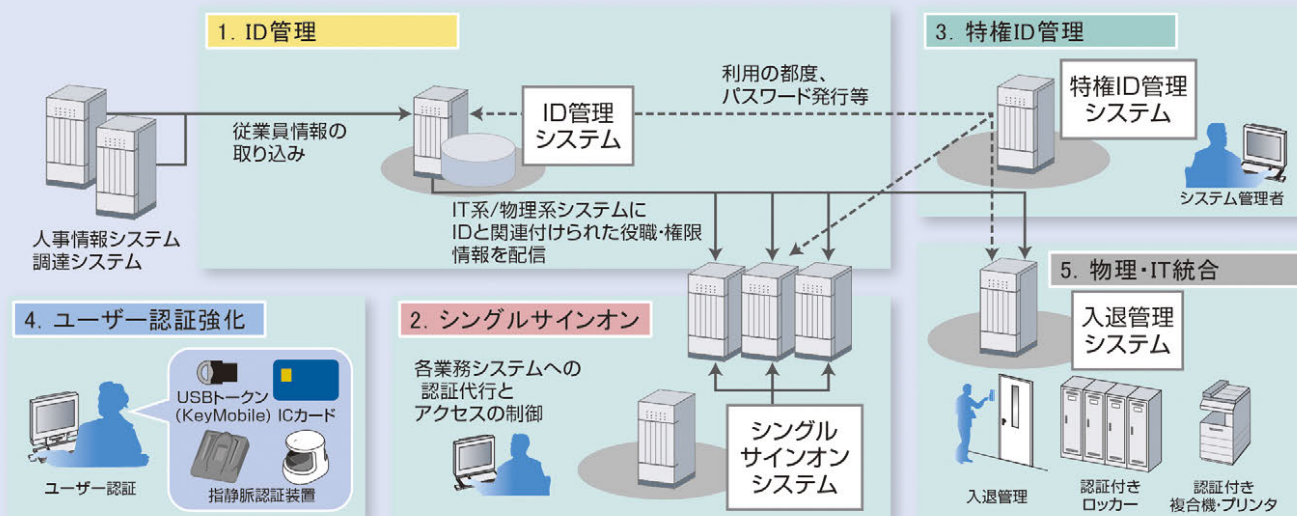 1. ID管理
人事情報システム
調達システム
従業員情報の
取り込み
ID管理
システム
利用の都度、
パスワード発行等
IT系/物理系システムに
IDと関連付けられた役職・権限
情報を配信
3. 特権ID管理
特権ID管理
システム
システム管理者
4. ユーザー認証強化
ユーザー認証
USBトークン
(KeyMobile)
ICカード
指静脈認証装置
2. シングルサインオン
各業務システムへの
認証代行と
アクセスの制御
シングル
サインオン
システム
5. 物理・IT統合
入退管理
システム
入退管理
認証付き
ロッカー
認証付き
複合機・プリンタ